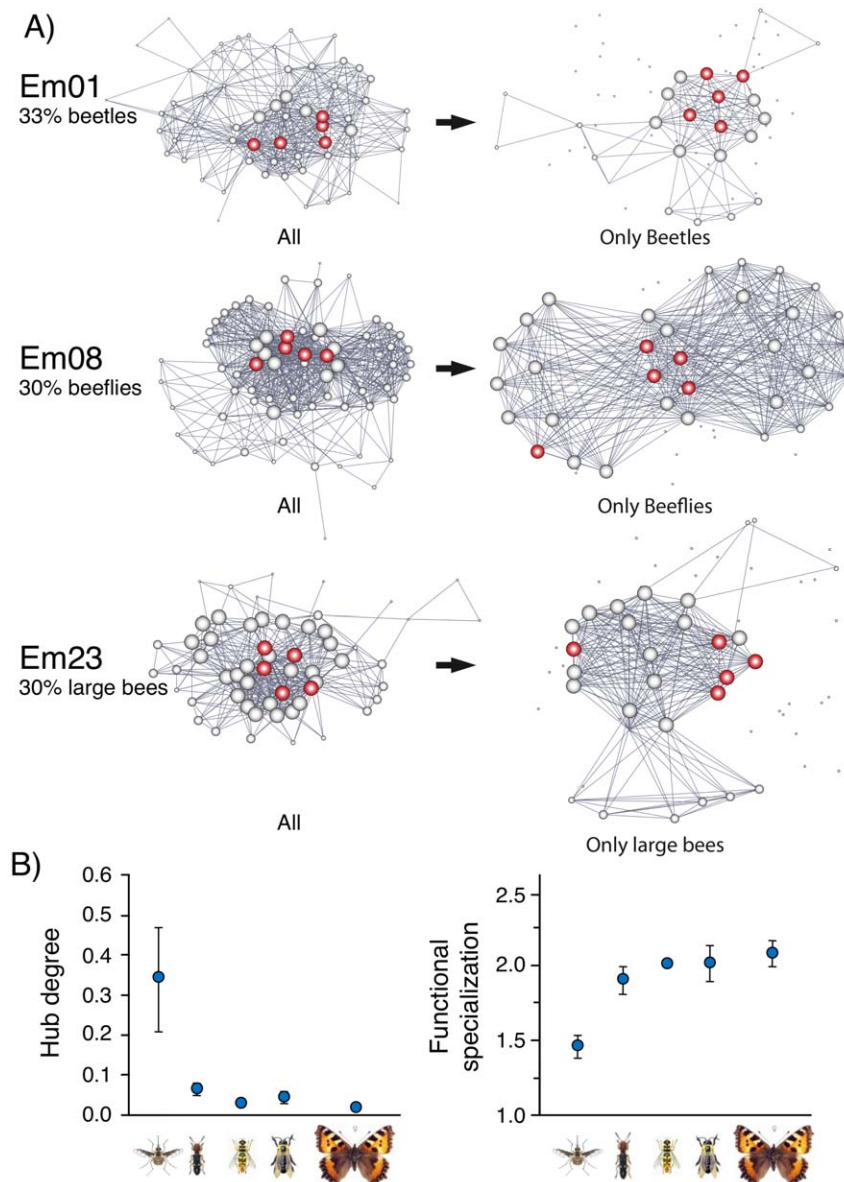 A)
Em01
33% beetles
All
Only Beetles
Em08
30% beeflies
All
Only Beeflies
Em23
30% large bees
All
Only large bees
B)
Hub degree
0.6
0.5
0.4
0.3
0.2
0.1
0.0
Functional
specialization
2.5
2.0
1.5
1.0